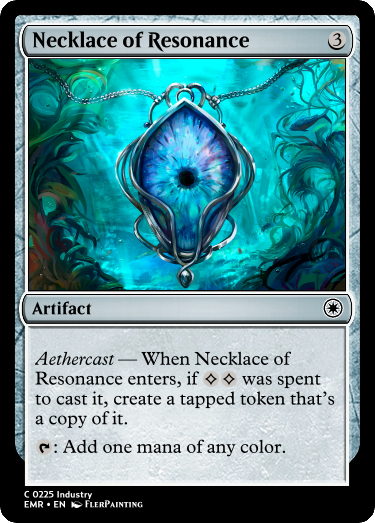 Necklace of Resonance 3
Artifact
Aethercast — When Necklace of
Resonance enters, if was spent
to cast it, create a tapped token that's
a copy of it.
: Add one mana of any color.
C 0225 Industry
EMR • EN FlerPainting